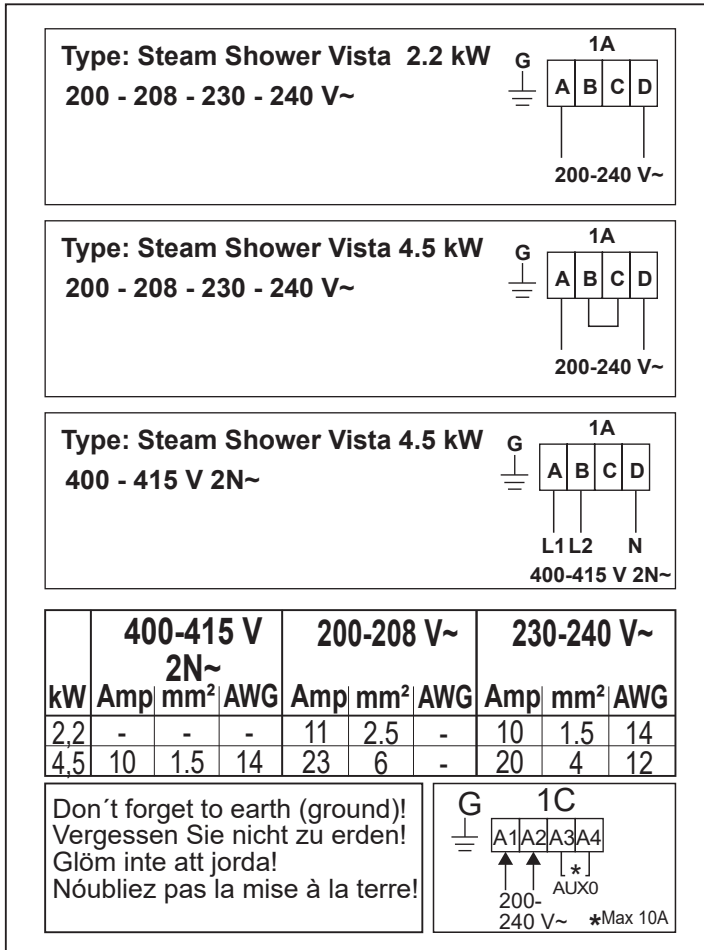 Type: Steam Shower Vista 2.2 kW
200 - 208 - 230 - 240 V~
G
1A
A B C D
200-240 V~
Type: Steam Shower Vista 4.5 kW
200 - 208 - 230 - 240 V~
G
1A
A B C D
200-240 V~
Type: Steam Shower Vista 4.5 kW
400 - 415 V 2N~
G
1A
A B C D
L1 L2 N
400-415 V 2N~
400-415 V 200-208 V~ 230-240 V~
2N~
kW Amp mm² AWG Amp mm² AWG Amp mm² AWG
2,2 - - - 11 2.5 - 10 1.5 14
4,5 10 1.5 14 23 6 - 20 4 12
Don´t forget to earth (ground)!
Vergessen Sie nicht zu erden!
Glöm inte att jorda!
Nóubliez pas la mise à la terre!
G 1C
A1 A2 A3 A4
*
AUX0
200-
240 V~
*Max 10A